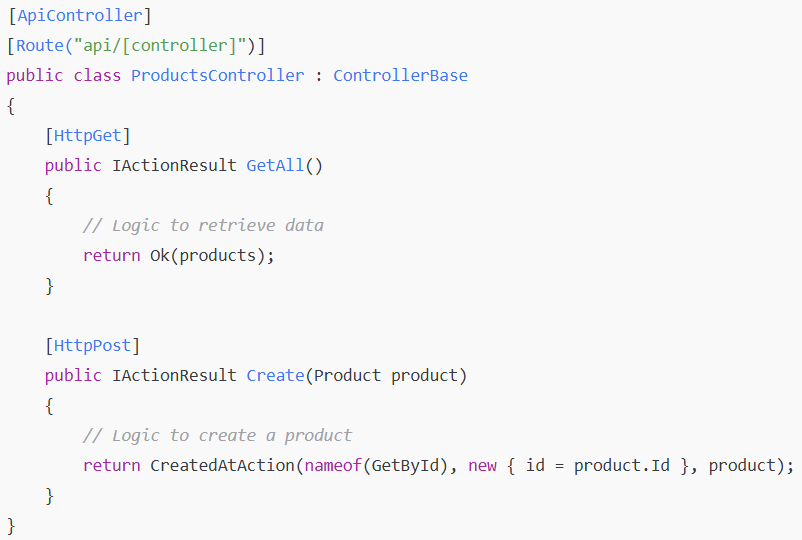 [ApiController]
[Route("api/[controller]")]
public class ProductsController : ControllerBase
{
    [HttpGet]
    public IActionResult GetAll()
    {
        // Logic to retrieve data
        return Ok(products);
    }

    [HttpPost]
    public IActionResult Create(Product product)
    {
        // Logic to create a product
        return CreatedAtAction(nameof(GetById), new { id = product.Id }, product);
    }
}